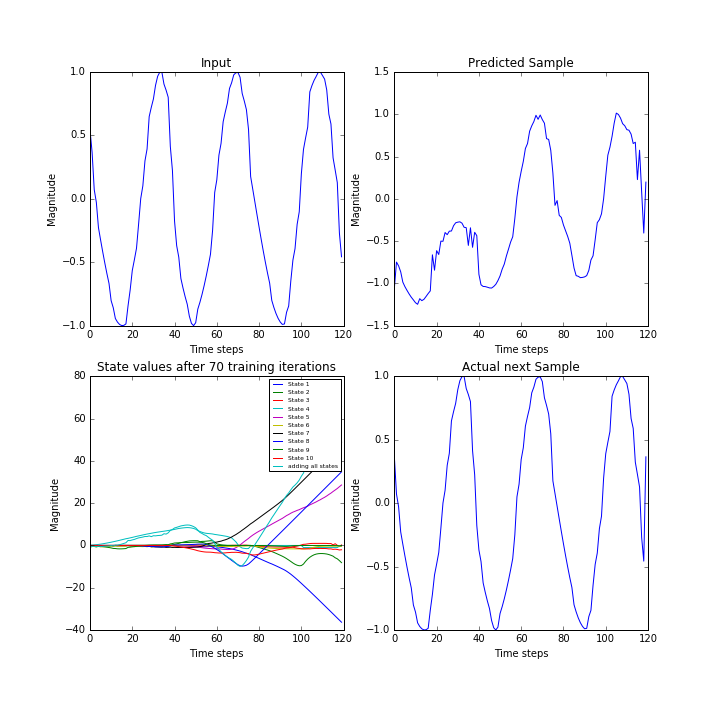 Input
1.0
0.5
0.0
−0.5
−1.0
Magnitude
0 20 40 60 80 100 120
Time steps
Predicted Sample
1.5
1.0
0.5
0.0
−0.5
−1.0
−1.5
Magnitude
0 20 40 60 80 100 120
Time steps
State values after 70 training iterations
80
60
40
20
0
−20
−40
Magnitude
0 20 40 60 80 100 120
Time steps
State 1
State 2
State 3
State 4
State 5
State 6
State 7
State 8
State 9
State 10
adding all states
Actual next Sample
1.0
0.5
0.0
−0.5
−1.0
Magnitude
0 20 40 60 80 100 120
Time steps